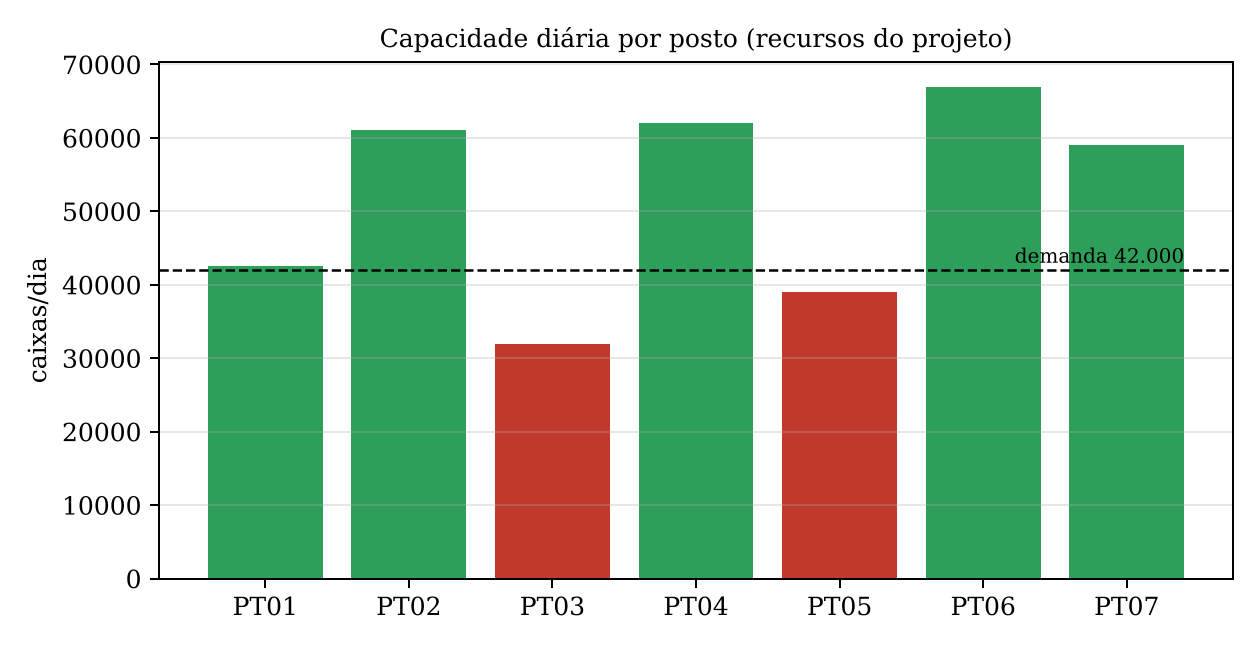 Capacidade diária por posto (recursos do projeto)
caixas/dia
70000
60000
50000
40000
30000
20000
10000
0
demanda 42.000
PT01 PT02 PT03 PT04 PT05 PT06 PT07